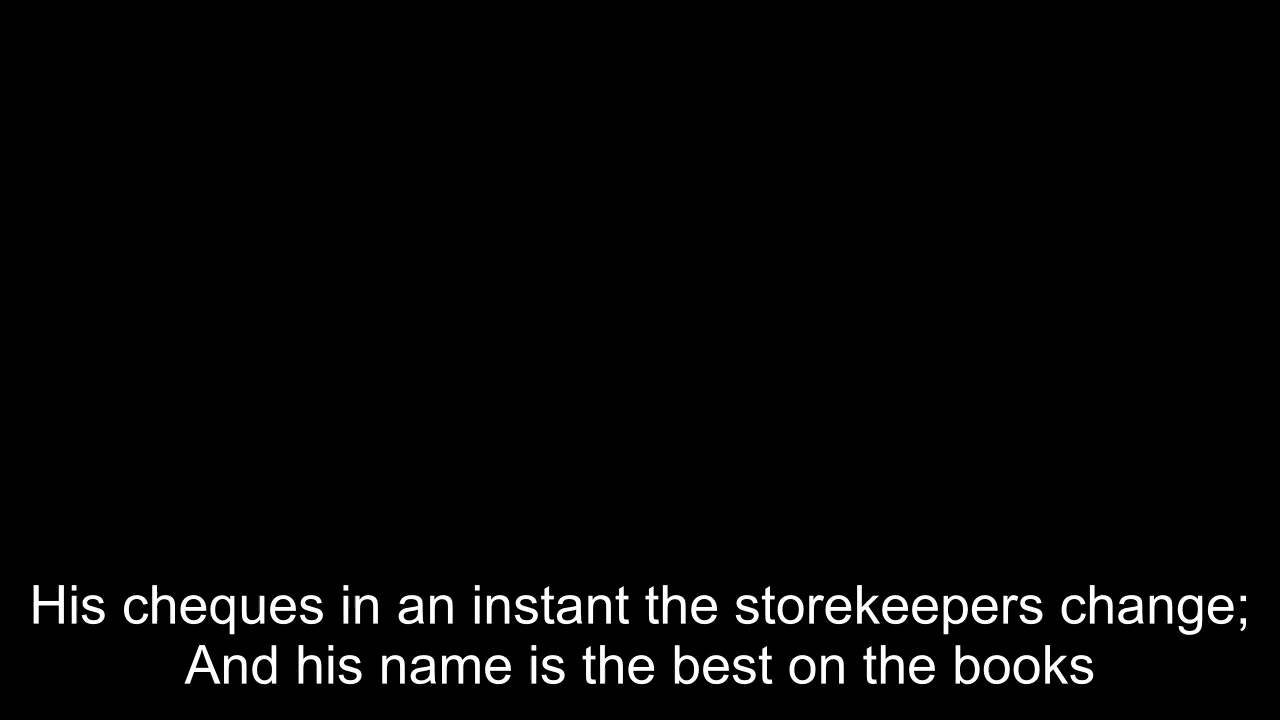 His cheques in an instant the storekeepers change;
And his name is the best on the books